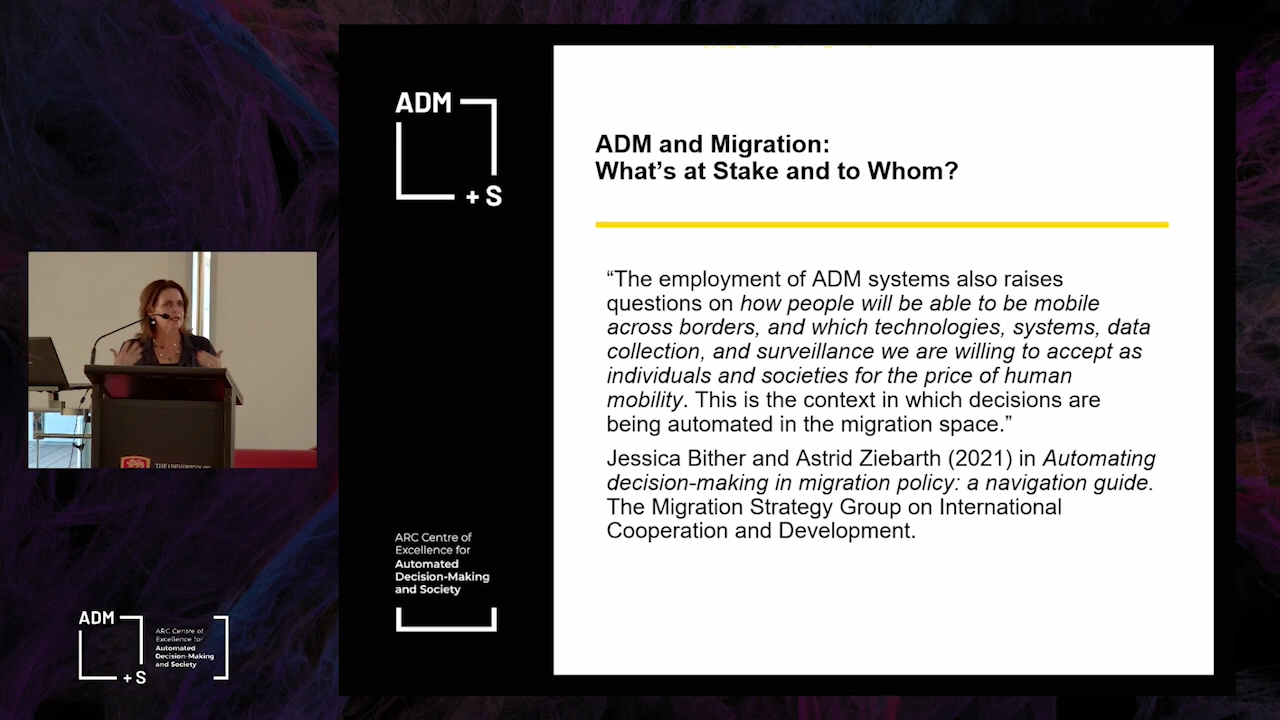 ADM
+ S
ADM and Migration:
What's at Stake and to Whom?
“The employment of ADM systems also raises
questions on how people will be able to be mobile
across borders, and which technologies, systems, data
collection, and surveillance we are willing to accept as
individuals and societies for the price of human
mobility. This is the context in which decisions are
being automated in the migration space.”
Jessica Bither and Astrid Ziebarth (2021) in Automating
decision-making in migration policy: a navigation guide.
The Migration Strategy Group on International
Cooperation and Development.
ARC Centre of
Excellence for
Automated
Decision-Making
and Society
THE UNIVERSITY OF
ADM
+ S
ARC Centre of
Excellence for
Automated
Decision-Making
and Society